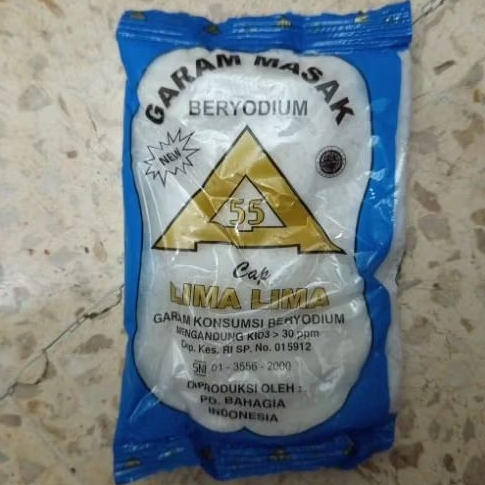 GARAM MASAK
BERYODIUM
NEW
55
Cap
LIMA LIMA
GARAM KONSUMSI BERYODIUM
MENGANDUNG KIO3 > 30 ppm
Dip. Kes. RI SP. No. 015912
SNI 01 - 3556 - 2000
DIPRODUKSI OLEH :
PD. BAHAGIA
INDONESIA